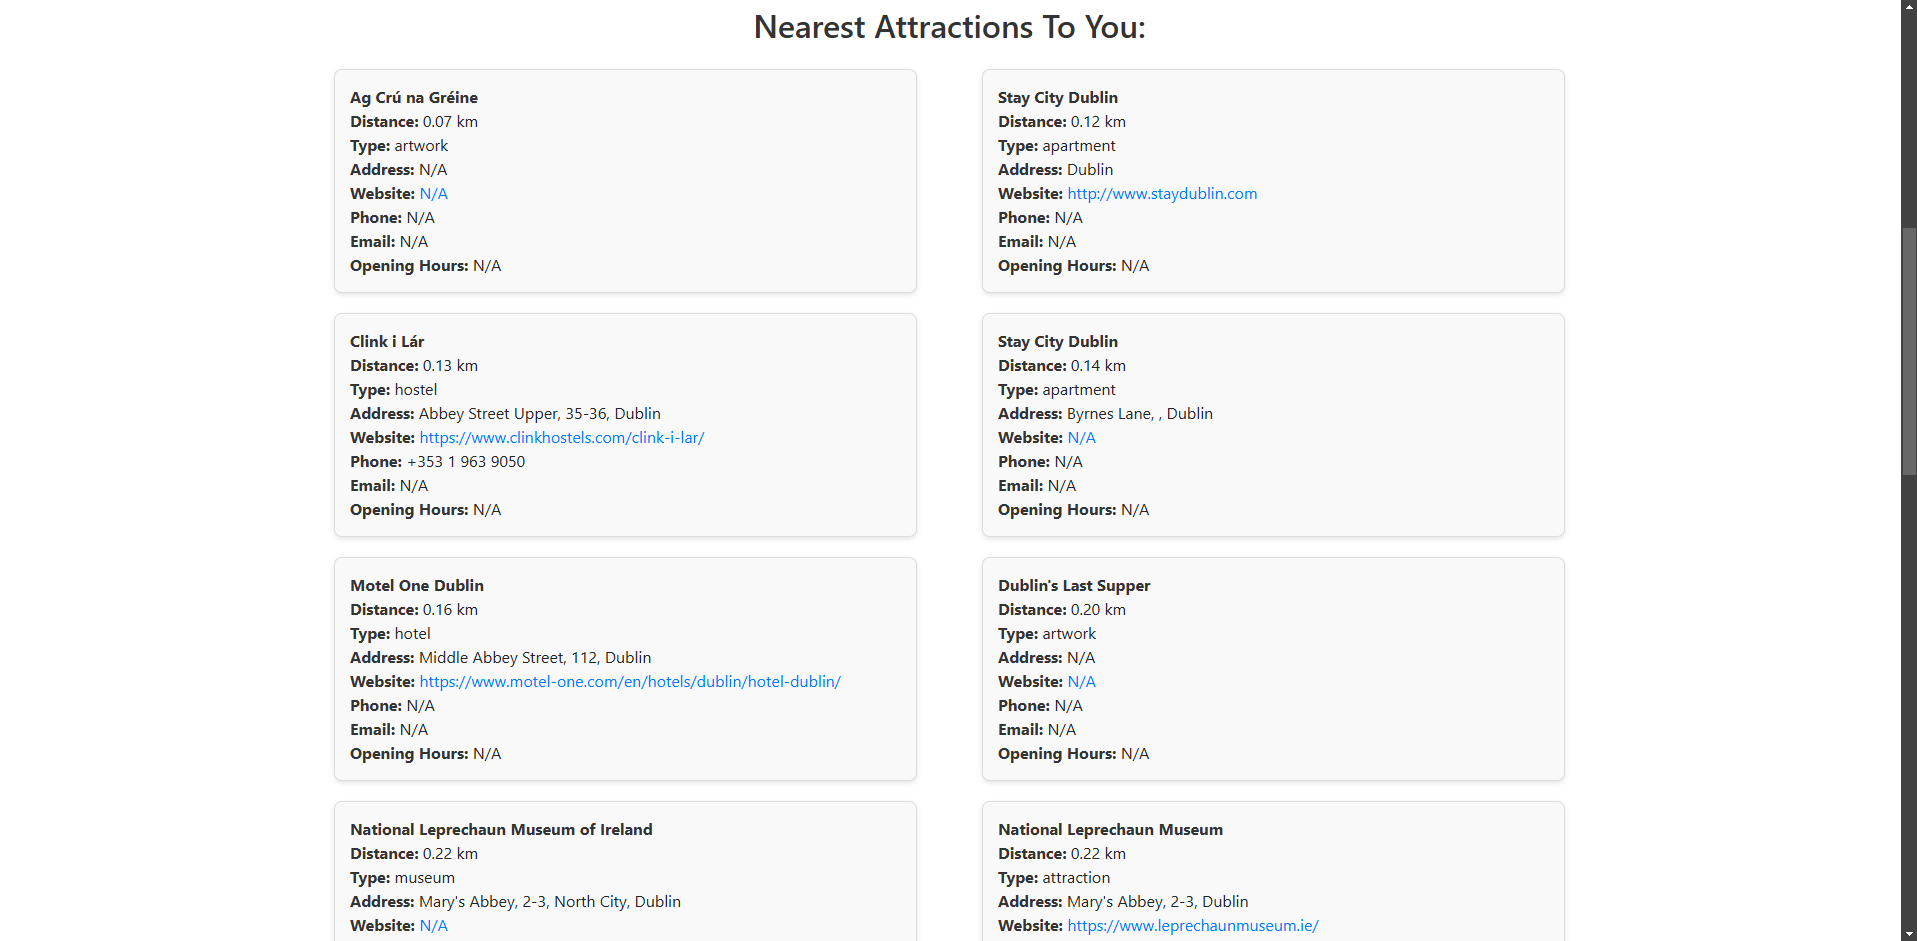 Nearest Attractions To You:
Ag Crú na Gréine
Distance: 0.07 km
Type: artwork
Address: N/A
Website: N/A
Phone: N/A
Email: N/A
Opening Hours: N/A
Stay City Dublin
Distance: 0.12 km
Type: apartment
Address: Dublin
Website: http://www.staydublin.com
Phone: N/A
Email: N/A
Opening Hours: N/A
Clink i Lár
Distance: 0.13 km
Type: hostel
Address: Abbey Street Upper, 35-36, Dublin
Website: https://www.clinkhostels.com/clink-i-lar/
Phone: +353 1 963 9050
Email: N/A
Opening Hours: N/A
Stay City Dublin
Distance: 0.14 km
Type: apartment
Address: Byrnes Lane, , Dublin
Website: N/A
Phone: N/A
Email: N/A
Opening Hours: N/A
Motel One Dublin
Distance: 0.16 km
Type: hotel
Address: Middle Abbey Street, 112, Dublin
Website: https://www.motel-one.com/en/hotels/dublin/hotel-dublin/
Phone: N/A
Email: N/A
Opening Hours: N/A
Dublin's Last Supper
Distance: 0.20 km
Type: artwork
Address: N/A
Website: N/A
Phone: N/A
Email: N/A
Opening Hours: N/A
National Leprechaun Museum of Ireland
Distance: 0.22 km
Type: museum
Address: Mary's Abbey, 2-3, North City, Dublin
Website: N/A
National Leprechaun Museum
Distance: 0.22 km
Type: attraction
Address: Mary's Abbey, 2-3, Dublin
Website: https://www.leprechaunmuseum.ie/